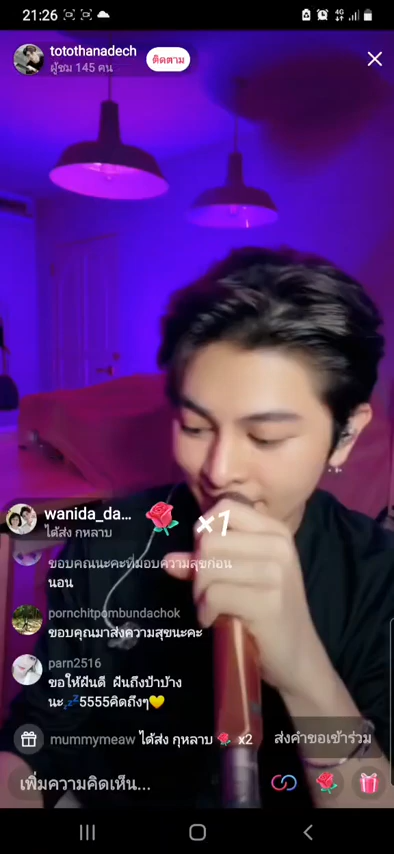 21:26
4G
totothanadech
ผู้ชม 145 คน
ติดตาม
wanida_da...
ได้ส่ง กุหลาบ
×1
ขอบคุณนะคะที่มอบความสุขก่อน
นอน
pornchitpombundachok
ขอบคุณมาส่งความสุขนะคะ
parn2516
ขอให้ฝันดี ฝันถึงป้าบ้าง
นะ💤5555คิดถึงๆ💛
mummymeaw ได้ส่ง กุหลาบ 🌹 x2
ส่งคำขอเข้าร่วม
เพิ่มความคิดเห็น...